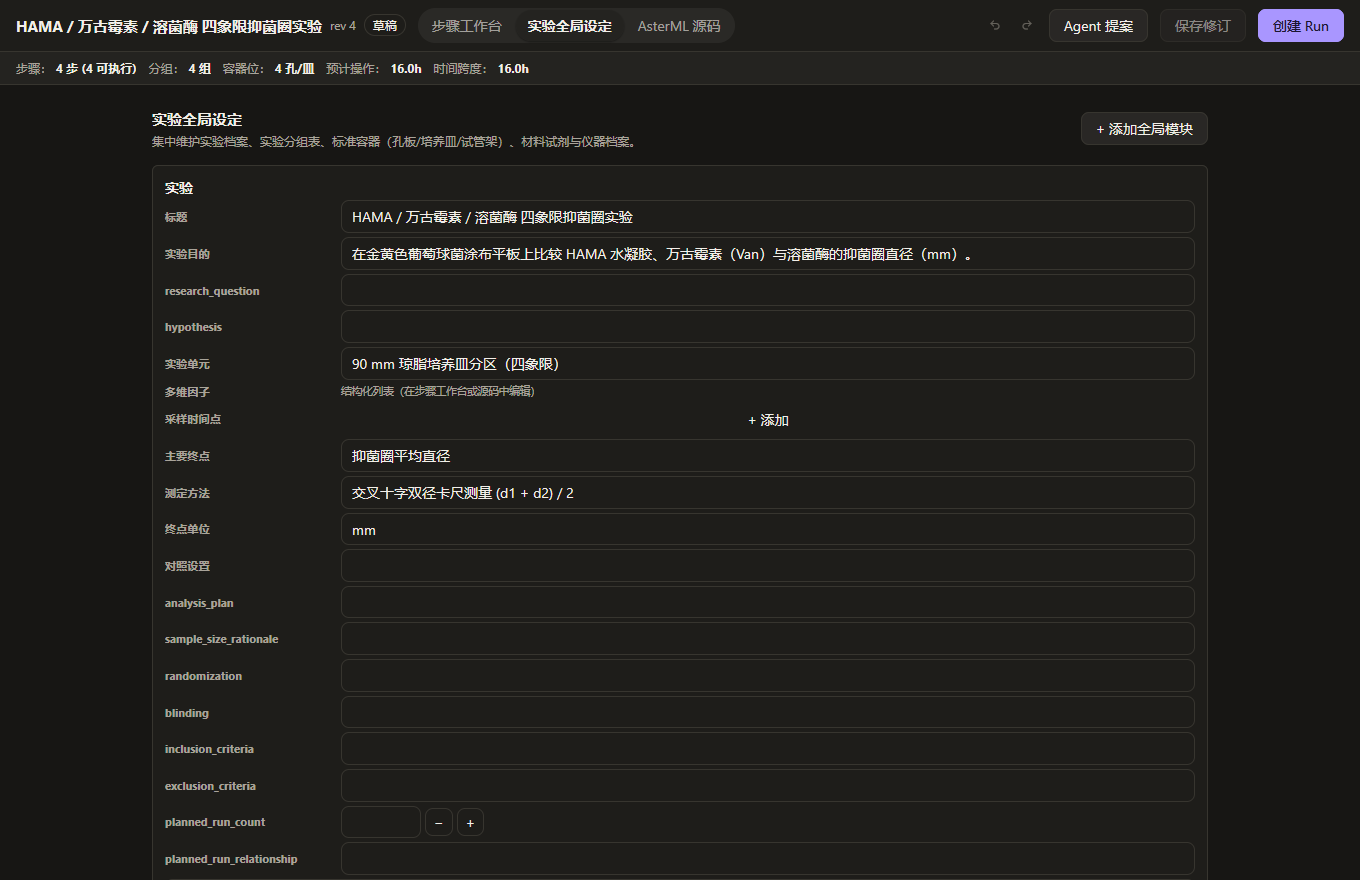 HAMA / 万古霉素 / 溶菌酶 四象限抑菌圈实验 rev 4 草稿 步骤工作台 实验全局设定 AsterML 源码 Agent 提案 保存修订 创建 Run
步骤: 4 步 (4 可执行) 分组: 4 组 容器位: 4 孔/皿 预计操作: 16.0h 时间跨度: 16.0h
实验全局设定
集中维护实验档案、实验分组表、标准容器（孔板/培养皿/试管架）、材料试剂与仪器档案。
+ 添加全局模块
实验
标题 HAMA / 万古霉素 / 溶菌酶 四象限抑菌圈实验
实验目的 在金黄色葡萄球菌涂布平板上比较 HAMA 水凝胶、万古霉素（Van）与溶菌酶的抑菌圈直径（mm）。
research_question
hypothesis
实验单元 90 mm 琼脂培养皿分区（四象限）
多维因子 结构化列表（在步骤工作台或源码中编辑）
采样时间点 + 添加
主要终点 抑菌圈平均直径
测定方法 交叉十字双径卡尺测量 (d1 + d2) / 2
终点单位 mm
对照设置
analysis_plan
sample_size_rationale
randomization
blinding
inclusion_criteria
exclusion_criteria
planned_run_count − +
planned_run_relationship